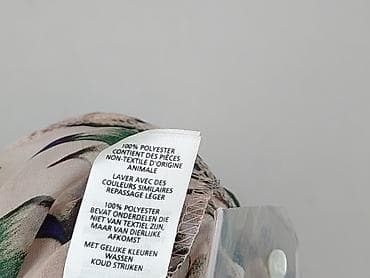 100% POLYESTER
CONTIENT DES PIÈCES
NON-TEXTILE D'ORIGINE
ANIMALE
LAVER AVEC DES
COULEURS SIMILAIRES
REPASSAGE LÉGER
100% POLYESTER
BEVAT ONDERDELEN DIE
NIET VAN TEXTIEL ZIJN,
MAAR VAN DIERLIJKE
AFKOMST
MET GELIJKE KLEUREN
WASSEN
KOUD STRIJKEN